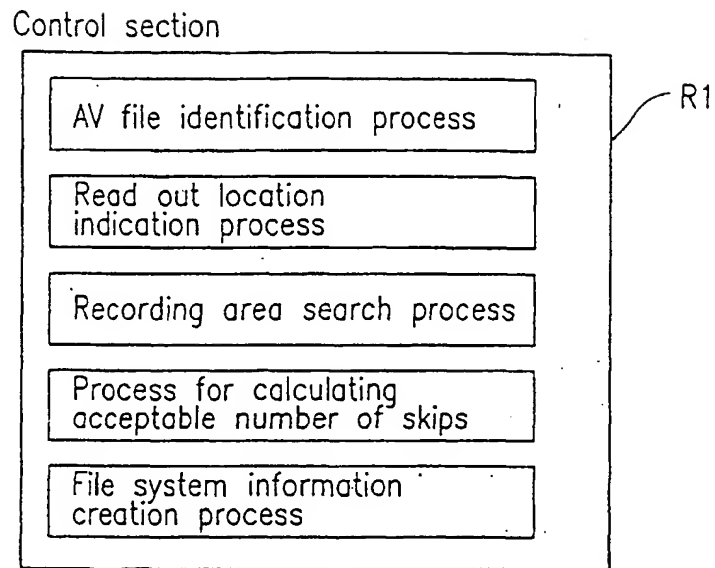 Control section
R1
AV file identification process
Read out location
indication process
Recording area search process
Process for calculating
acceptable number of skips
File system information
creation process